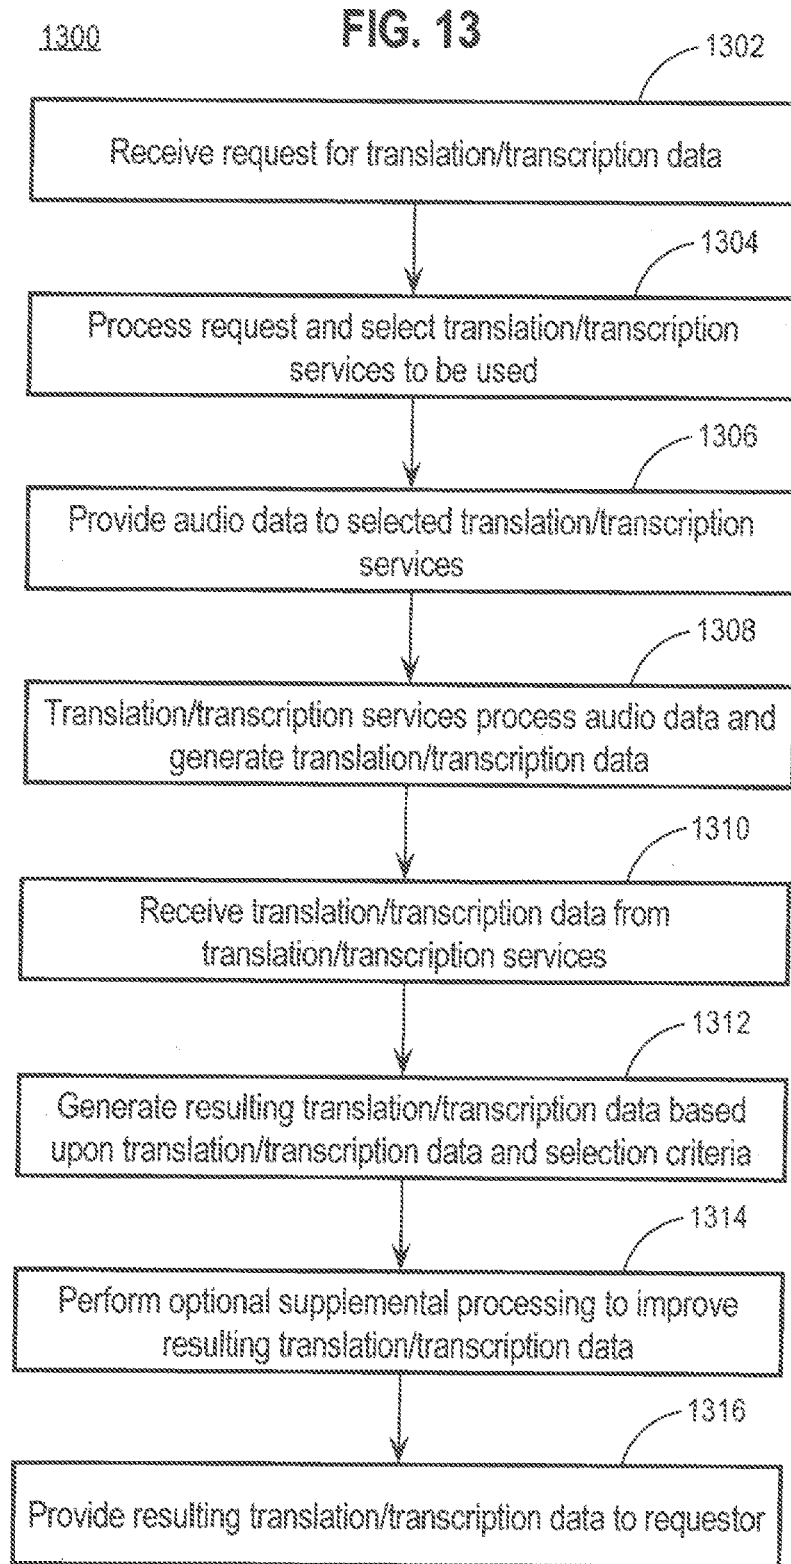 1300
FIG. 13
1302
Receive request for translation/transcription data
1304
Process request and select translation/transcription
services to be used
1306
Provide audio data to selected translation/transcription
services
1308
Translation/transcription services process audio data and
generate translation/transcription data
1310
Receive translation/transcription data from
translation/transcription services
1312
Generate resulting translation/transcription data based
upon translation/transcription data and selection criteria
1314
Perform optional supplemental processing to improve
resulting translation/transcription data
1316
Provide resulting translation/transcription data to requestor